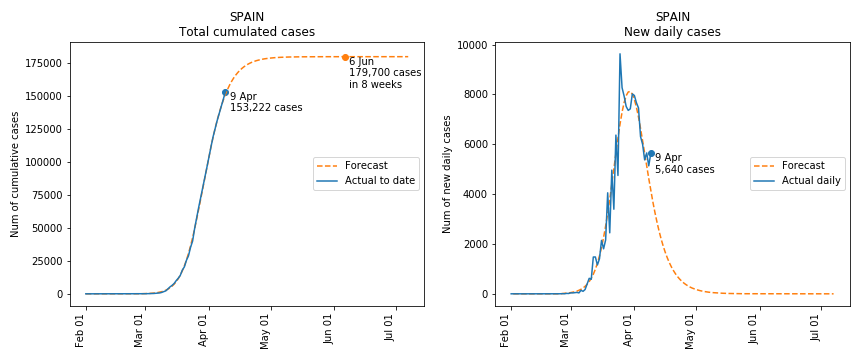 SPAIN
Total cumulated cases
Num of cumulative cases
175000
150000
125000
100000
75000
50000
25000
0
6 Jun
179,700 cases
in 8 weeks
9 Apr
153,222 cases
Forecast
Actual to date
Feb 01
Mar 01
Apr 01
May 01
Jun 01
Jul 01
SPAIN
New daily cases
Num of new daily cases
10000
8000
6000
4000
2000
0
9 Apr
5,640 cases
Forecast
Actual daily
Feb 01
Mar 01
Apr 01
May 01
Jun 01
Jul 01